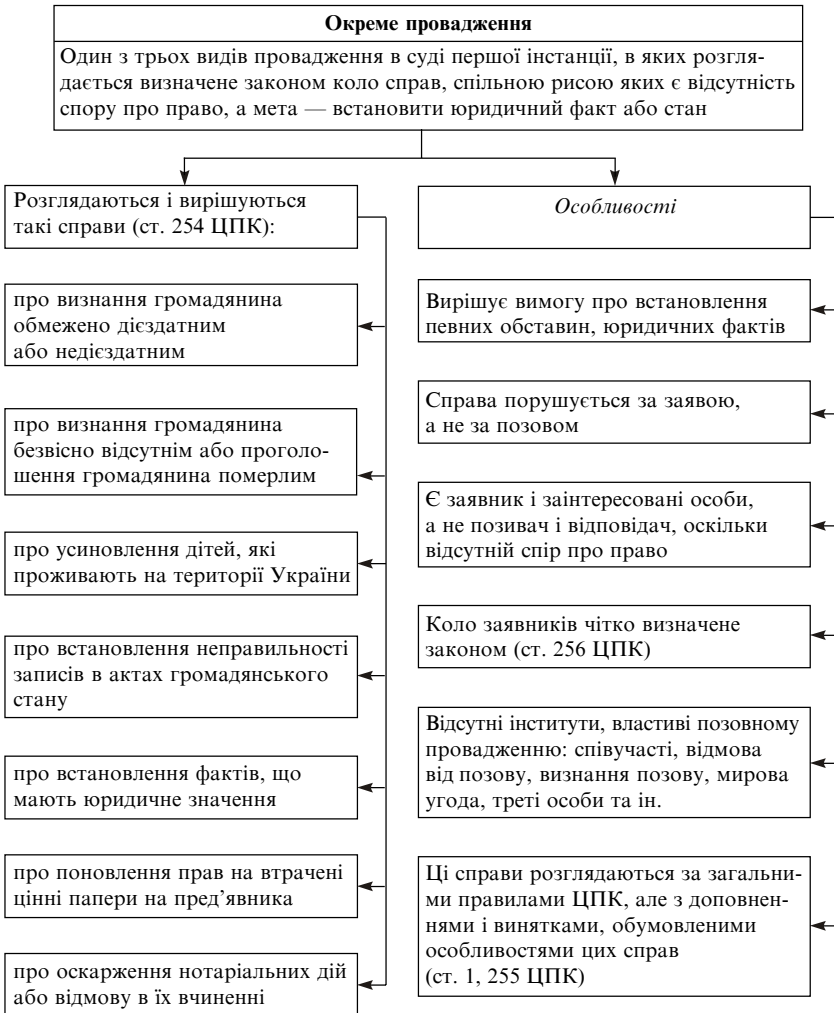 Окреме провадження
Один з трьох видів провадження в суді першої інстанції, в яких розгля-
дається визначене законом коло справ, спільною рисою яких є відсутність
спору про право, а мета — встановити юридичний факт або стан
Розглядаються і вирішуються
такі справи (ст. 254 ЦПК):
про визнання громадянина
обмежено дієздатним
або недієздатним
про визнання громадянина
безвісно відсутнім або проголо-
шення громадянина померлим
про усиновлення дітей, які
проживають на території України
про встановлення неправильності
записів в актах громадянського
стану
про встановлення фактів, що
мають юридичне значення
про поновлення прав на втрачені
цінні папери на пред’явника
про оскарження нотаріальних дій
або відмову в їх вчиненні
Особливості
Вирішує вимогу про встановлення
певних обставин, юридичних фактів
Справа порушується за заявою,
а не за позовом
Є заявник і заінтересовані особи,
а не позивач і відповідач, оскільки
відсутній спір про право
Коло заявників чітко визначене
законом (ст. 256 ЦПК)
Відсутні інститути, властиві позовному
провадженню: співучасті, відмова
від позову, визнання позову, мирова
угода, треті особи та ін.
Ці справи розглядаються за загальни-
ми правилами ЦПК, але з доповнен-
нями і винятками, обумовленими
особливостями цих справ
(ст. 1, 255 ЦПК)